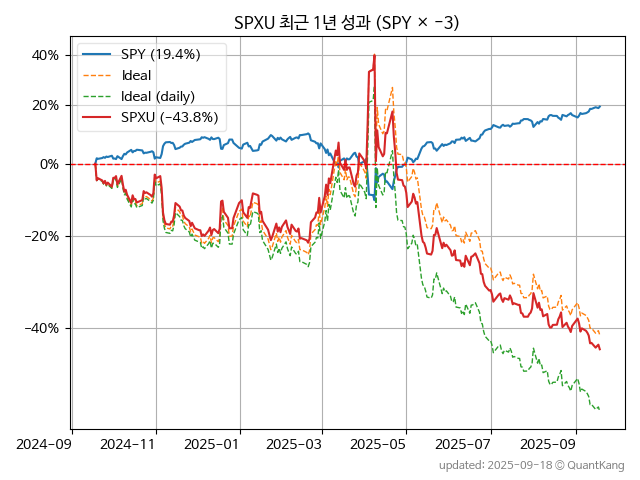 SPXU 최근 1년 성과 (SPY × −3)
SPY (19.4%)
Ideal
Ideal (daily)
SPXU (−43.8%)
40%
20%
0%
−20%
−40%
2024-09 2024-11 2025-01 2025-03 2025-05 2025-07 2025-09
updated: 2025-09-18 © QuantKang